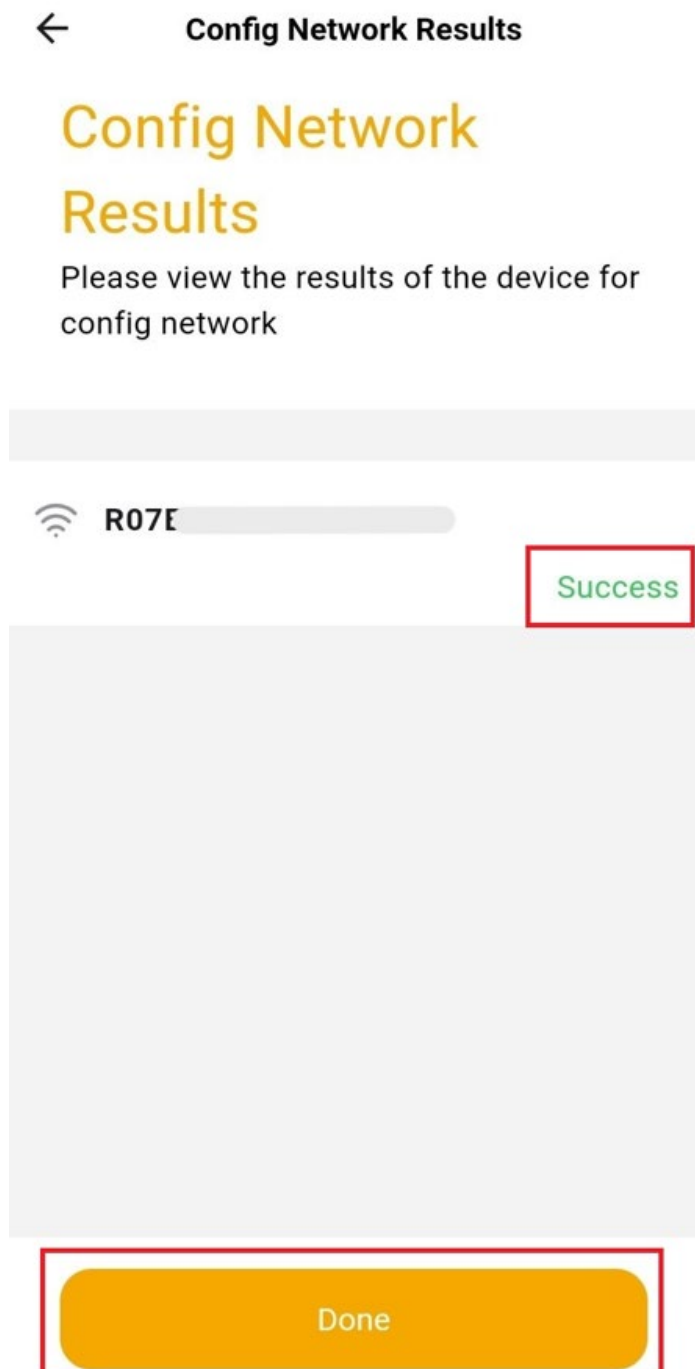 Config Network Results
Config Network
Results
Please view the results of the device for
config network
R07E
Success
Done